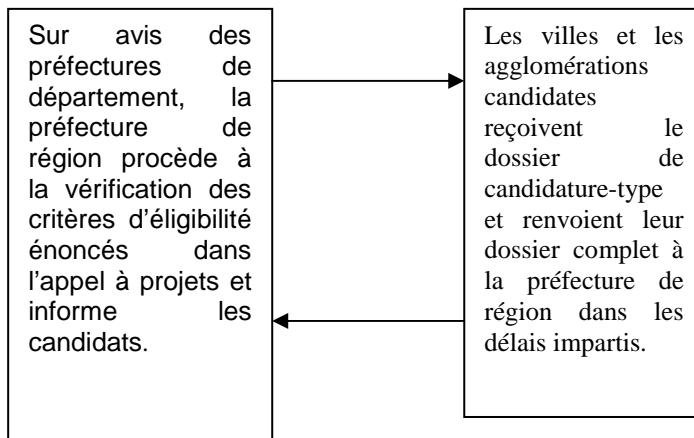 Sur avis des
préfectures de
département, la
préfecture de
région procède à
la vérification des
critères d'éligibilité
énoncés dans
l'appel à projets et
informe les
candidats.
Les villes et les
agglomérations
candidates
reçoivent le
dossier de
candidature-type
et renvoient leur
dossier complet à
la préfecture de
région dans les
délais impartis.